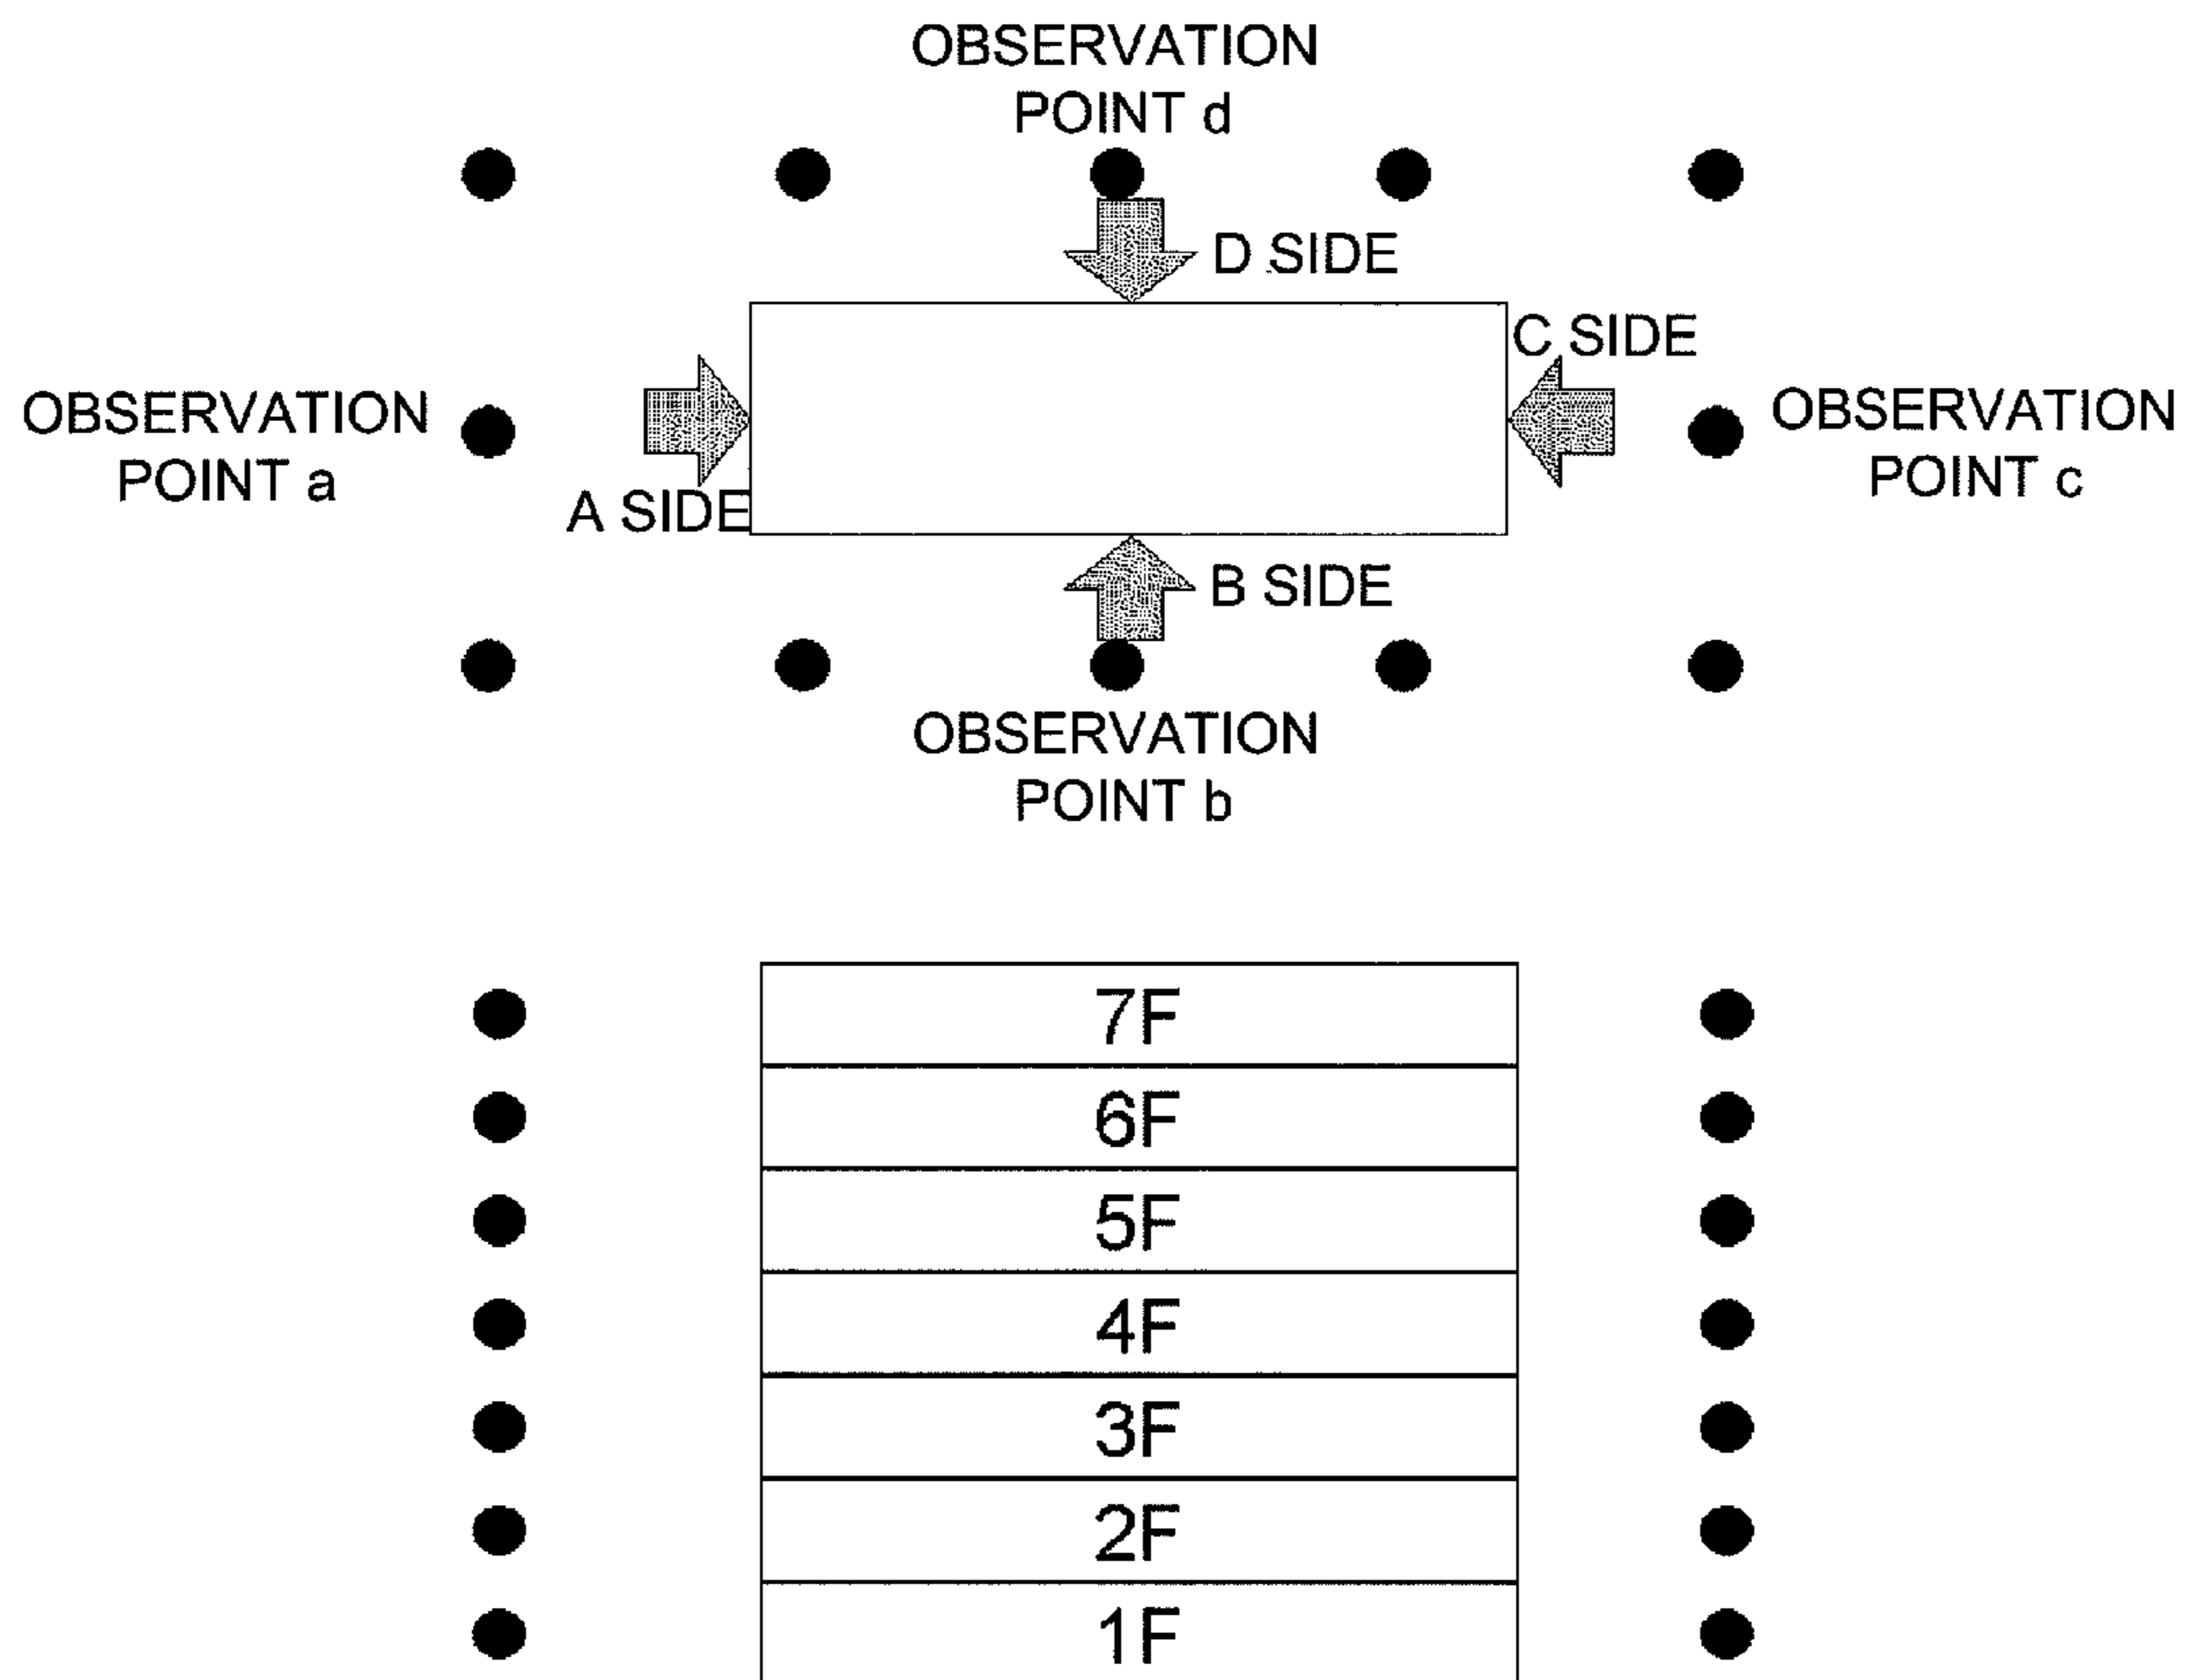 OBSERVATION
POINT d
D SIDE
C SIDE
OBSERVATION
POINT a
A SIDE
OBSERVATION
POINT c
B SIDE
OBSERVATION
POINT b
7F
6F
5F
4F
3F
2F
1F